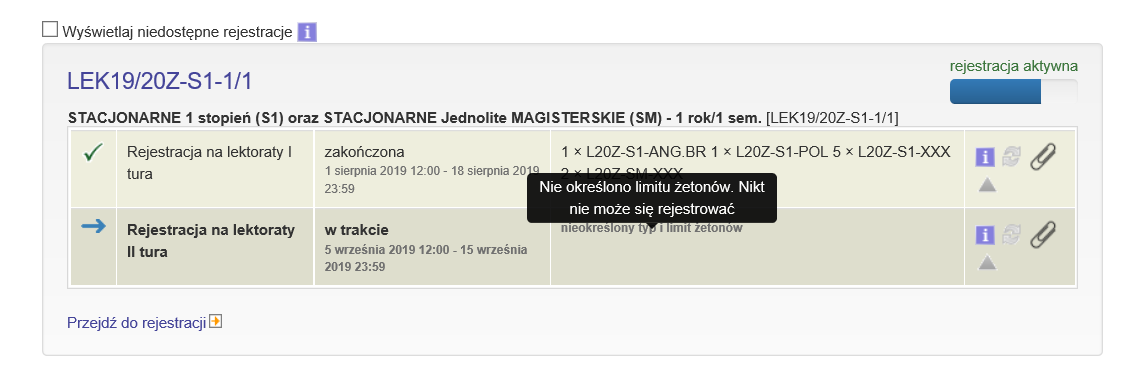 Wyświetlaj niedostępne rejestracje i
rejestracja aktywna
LEK19/20Z-S1-1/1
STACJONARNE 1 stopień (S1) oraz STACJONARNE Jednolite MAGISTERSKIE (SM) - 1 rok/1 sem. [LEK19/20Z-S1-1/1]
Rejestracja na lektoraty I
tura
zakończona
1 sierpnia 2019 12:00 - 18 sierpnia 2019
23:59
1 × L20Z-S1-ANG.BR 1 × L20Z-S1-POL 5 × L20Z-S1-XXX
2 × L20Z-SM-XXX
i
Nie określono limitu żetonów. Nikt
nie może się rejestrować
Rejestracja na lektoraty
II tura
w trakcie
5 września 2019 12:00 - 15 września
2019 23:59
nieokreślony typ i limit żetonów
i
Przejdź do rejestracji